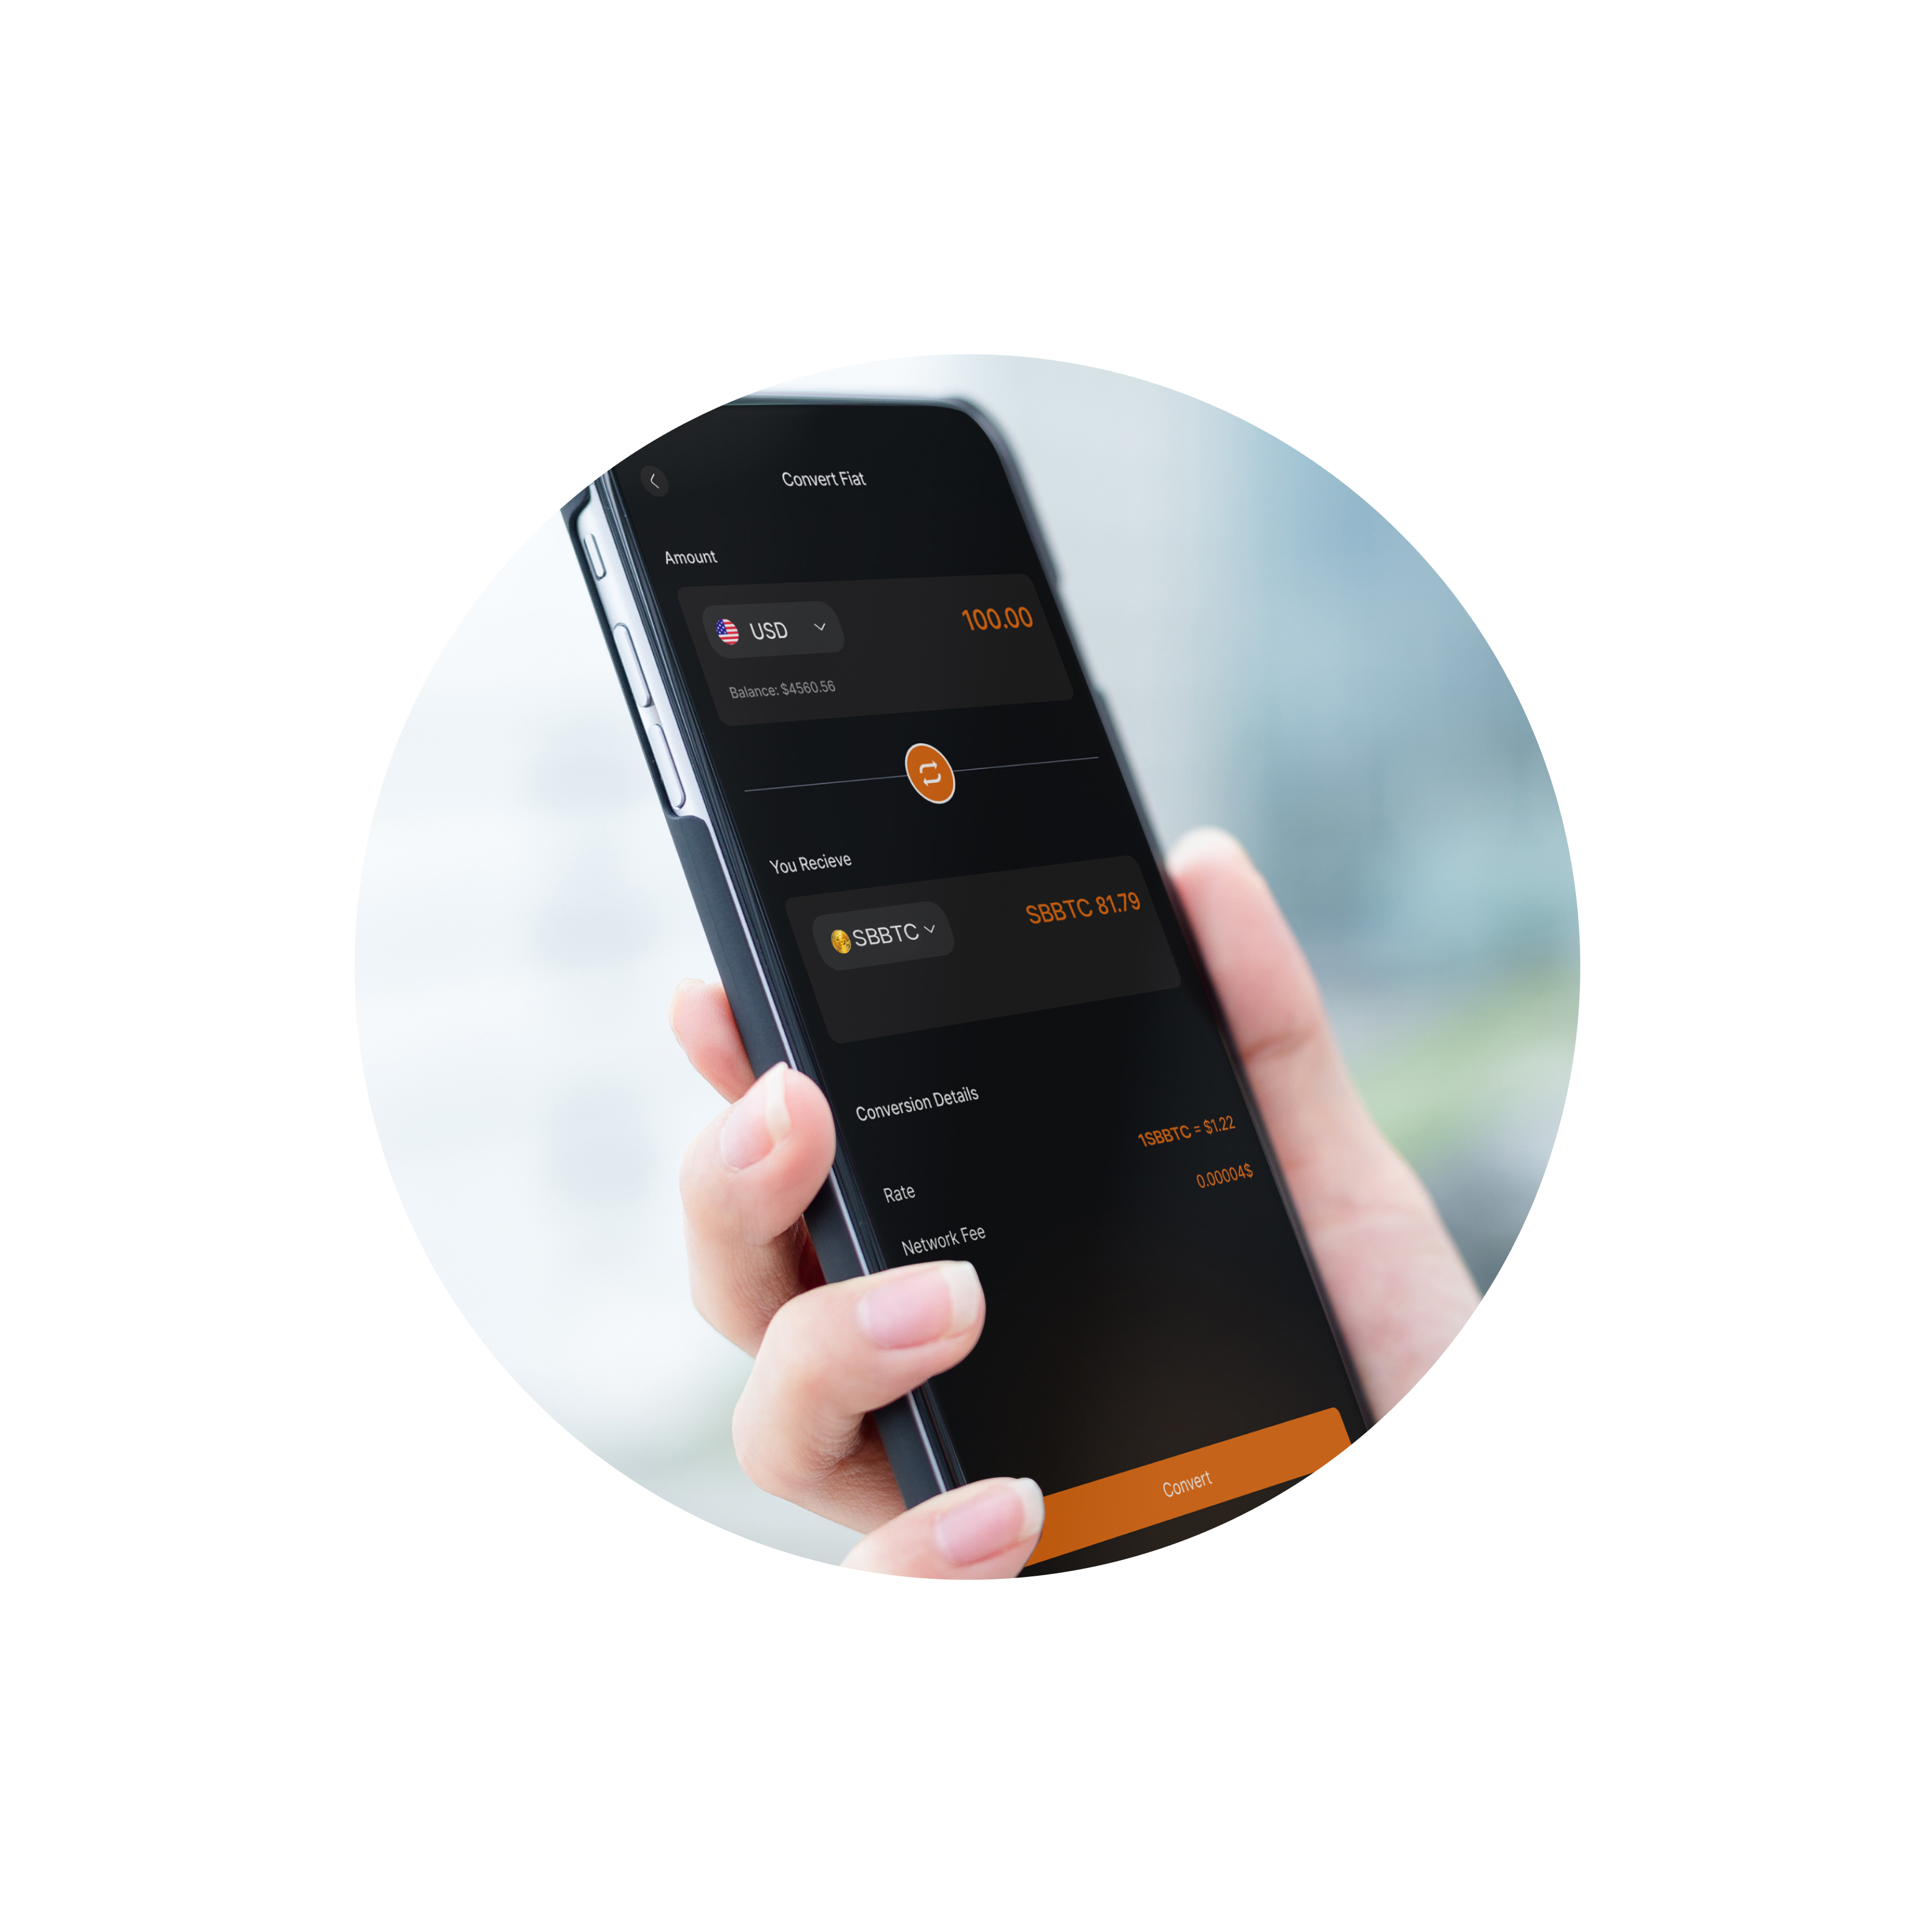 Convert Fiat
Amount
USD 100.00
Balance: $4560.56
You Recieve
SBBTC SBBTC 81.79
Conversion Details
Rate 1SBBTC = $1.22
Network Fee 0.00004$
Convert